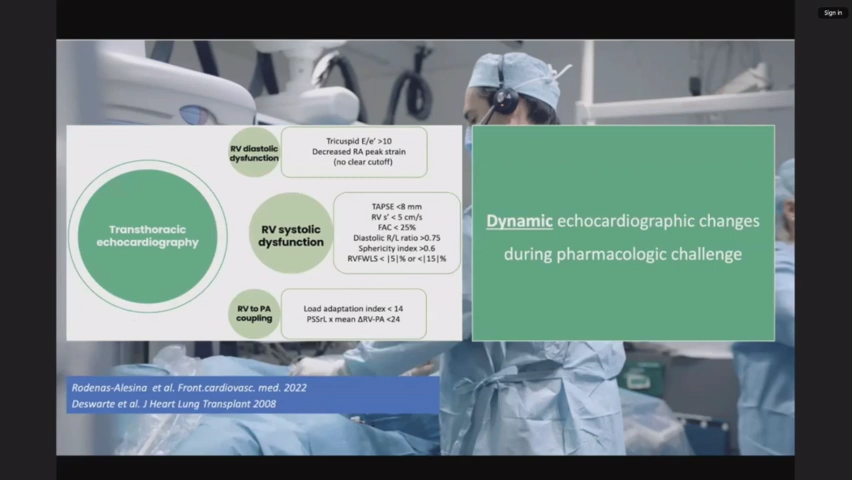 Sign in
Transthoracic
echocardiography
RV diastolic
dysfunction
Tricuspid E/e' >10
Decreased RA peak strain
(no clear cutoff)
RV systolic
dysfunction
TAPSE <8 mm
RV s' < 5 cm/s
FAC < 25%
Diastolic R/L ratio >0.75
Sphericity index >0.6
RVFWLS < |5|% or <|15|%
RV to PA
coupling
Load adaptation index < 14
PSSrL x mean ΔRV-PA <24
Dynamic echocardiographic changes
during pharmacologic challenge
Rodenas-Alesina et al. Front.cardiovasc. med. 2022
Deswarte et al. J Heart Lung Transplant 2008